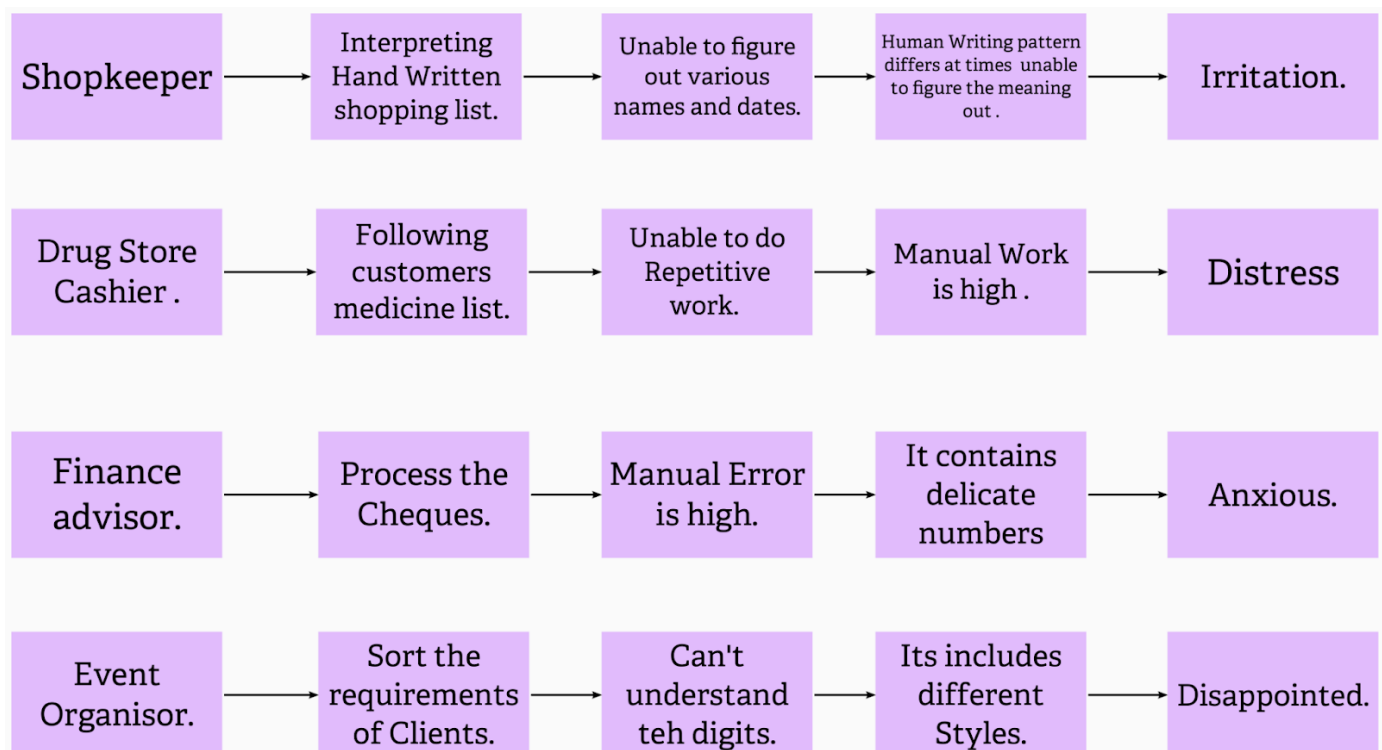 Shopkeeper
Interpreting
Hand Written
shopping list.
Unable to figure
out various
names and dates.
Human Writing pattern
differs at times unable
to figure the meaning
out .
Irritation.
Drug Store
Cashier .
Following
customers
medicine list.
Unable to do
Repetitive
work.
Manual Work
is high .
Distress
Finance
advisor.
Process the
Cheques.
Manual Error
is high.
It contains
delicate
numbers
Anxious.
Event
Organisor.
Sort the
requirements
of Clients.
Can't
understand
teh digits.
Its includes
different
Styles.
Disappointed.